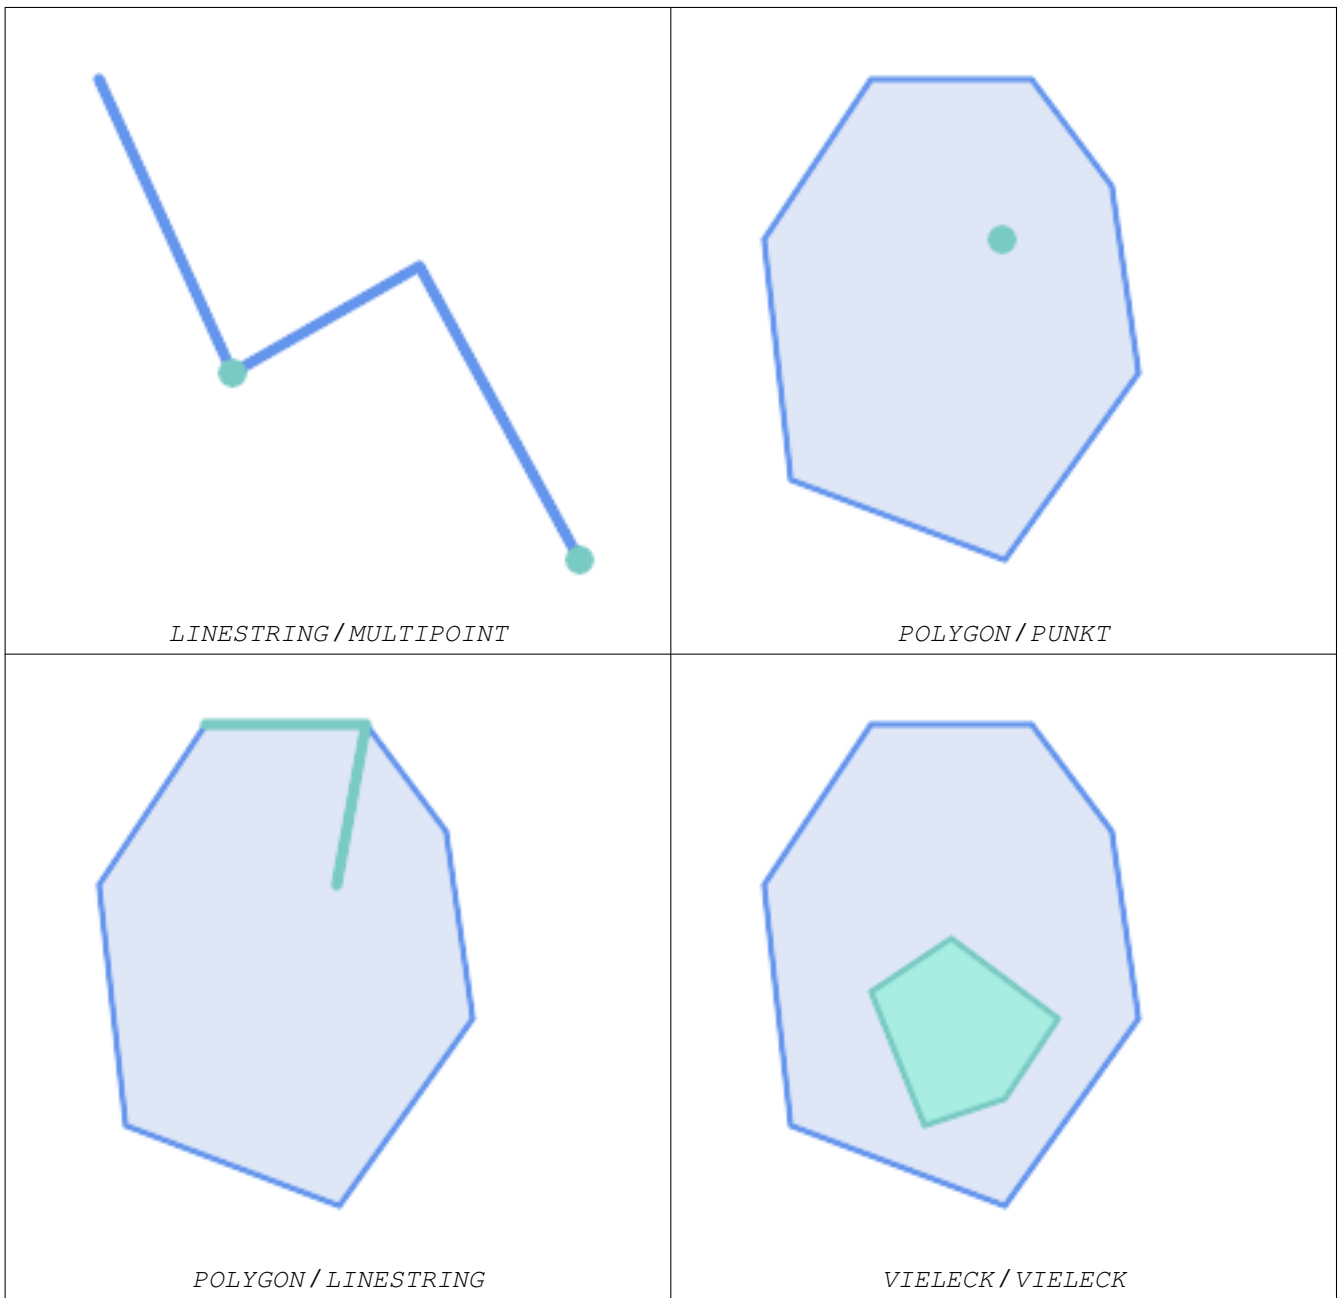 LINESTRING / MULTIPOINT
POLYGON / PUNKT
POLYGON / LINESTRING
VIELECK / VIELECK